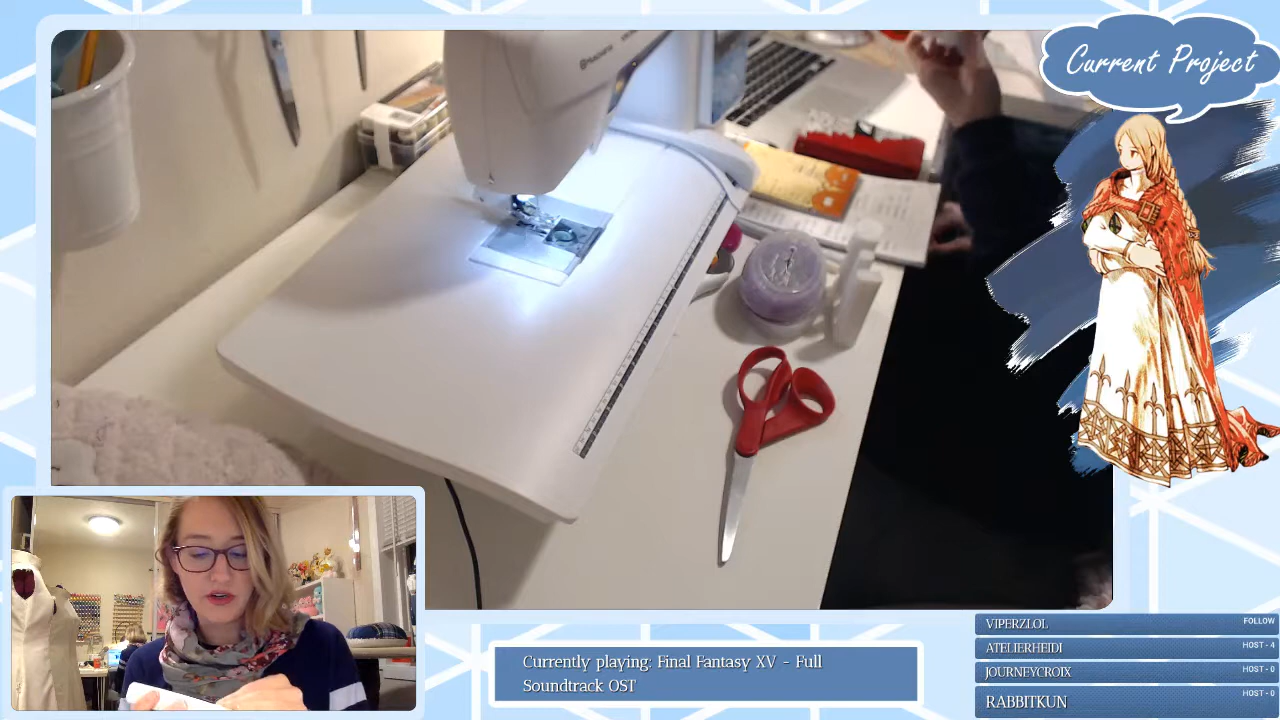 Current Project
Currently playing: Final Fantasy XV - Full
Soundtrack OST
VIPERZLOL FOLLOW
ATELIERHEIDI HOST - 4
JOURNEYCROIX HOST - 0
RABBITKUN HOST - 0